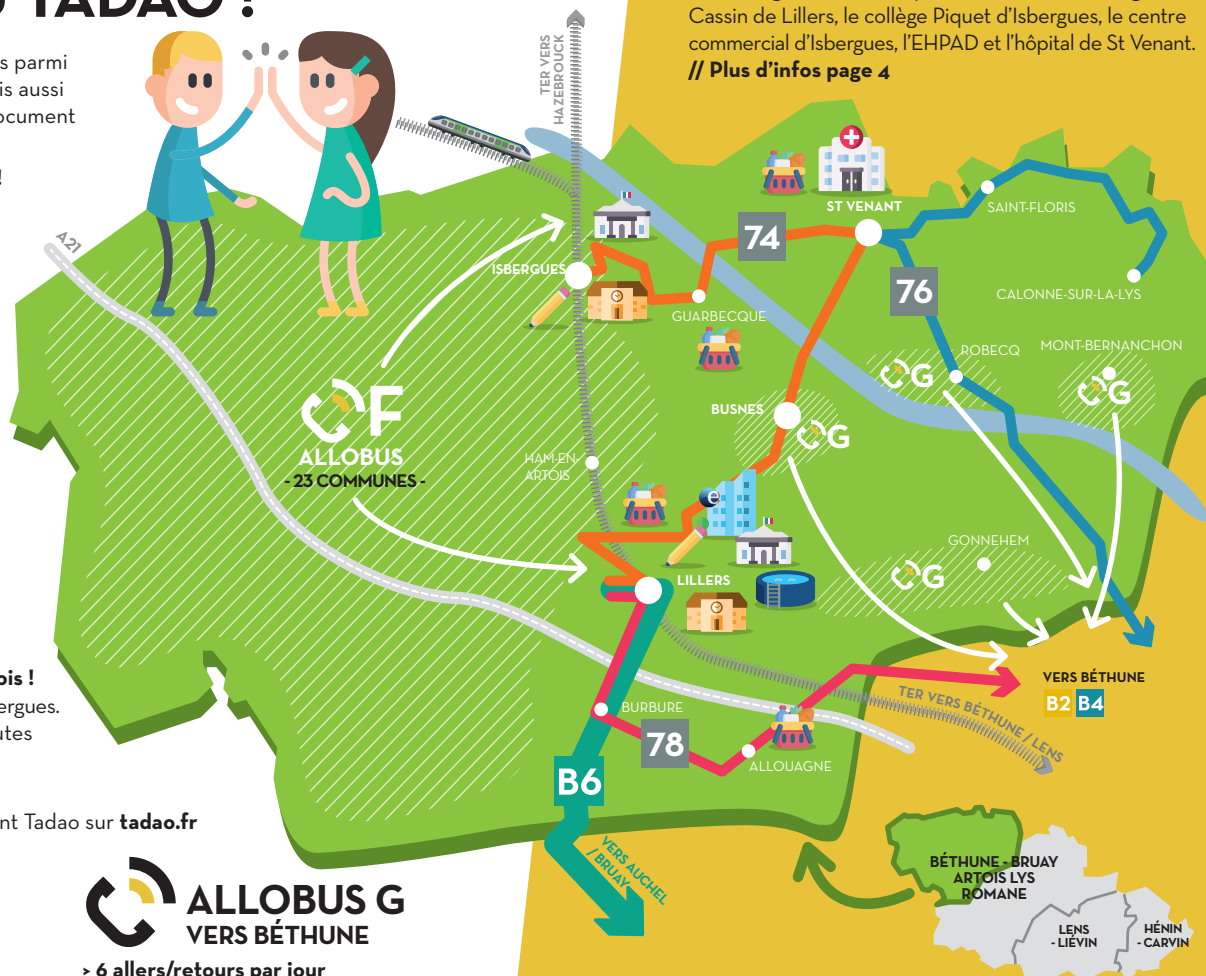 TADAO !
s parmi
is aussi
ocument
!
Cassin de Lillers, le collège Piquet d'Isbergues, le centre
commercial d'Isbergues, l'EHPAD et l'hôpital de St Venant.
// Plus d'infos page 4
TER VERS
HAZEBROUCK
A21
ISBERGUES
GUARBECQUE
74
ST VENANT
SAINT-FLORIS
76
CALONNE-SUR-LA-LYS
ROBECQ
MONT-BERNANCHON
G
G
BUSNES
G
F
ALLOBUS
- 23 COMMUNES -
HAM-EN-
ARTOIS
e
GONNEHEM
G
LILLERS
VERS BÉTHUNE
B2 B4
TER VERS BÉTHUNE / LENS
BURBURE
78
ALLOUAGNE
B6
VERS AUCHEL
/ BRUAY
ois !
ergues.
utes
nt Tadao sur tadao.fr
ALLOBUS G
VERS BÉTHUNE
> 6 allers/retours par jour
BÉTHUNE - BRUAY
ARTOIS LYS
ROMANE
LENS
- LIÉVIN
HÉNIN
- CARVIN